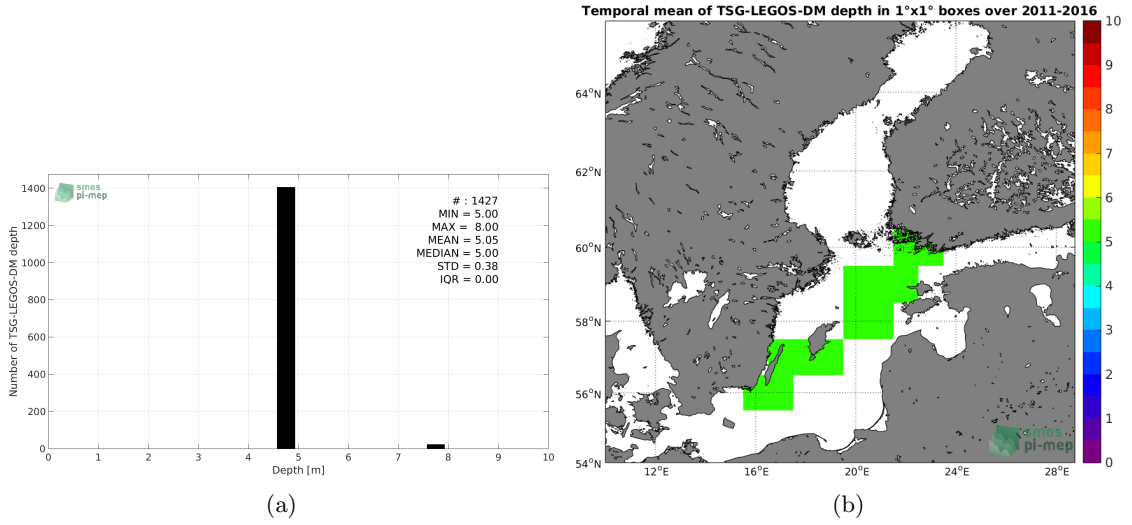 smos
pi-mep
Number of TSG-LEGOS-DM depth
1400
1200
1000
800
600
400
200
0
# : 1427
MIN = 5.00
MAX = 8.00
MEAN = 5.05
MEDIAN = 5.00
STD = 0.38
IQR = 0.00
0 1 2 3 4 5 6 7 8 9 10
Depth [m]
(a)
Temporal mean of TSG-LEGOS-DM depth in 1°x1° boxes over 2011-2016
64°N
62°N
60°N
58°N
56°N
54°N
12°E 16°E 20°E 24°E 28°E
smos
pi-mep
10
9
8
7
6
5
4
3
2
1
0
(b)